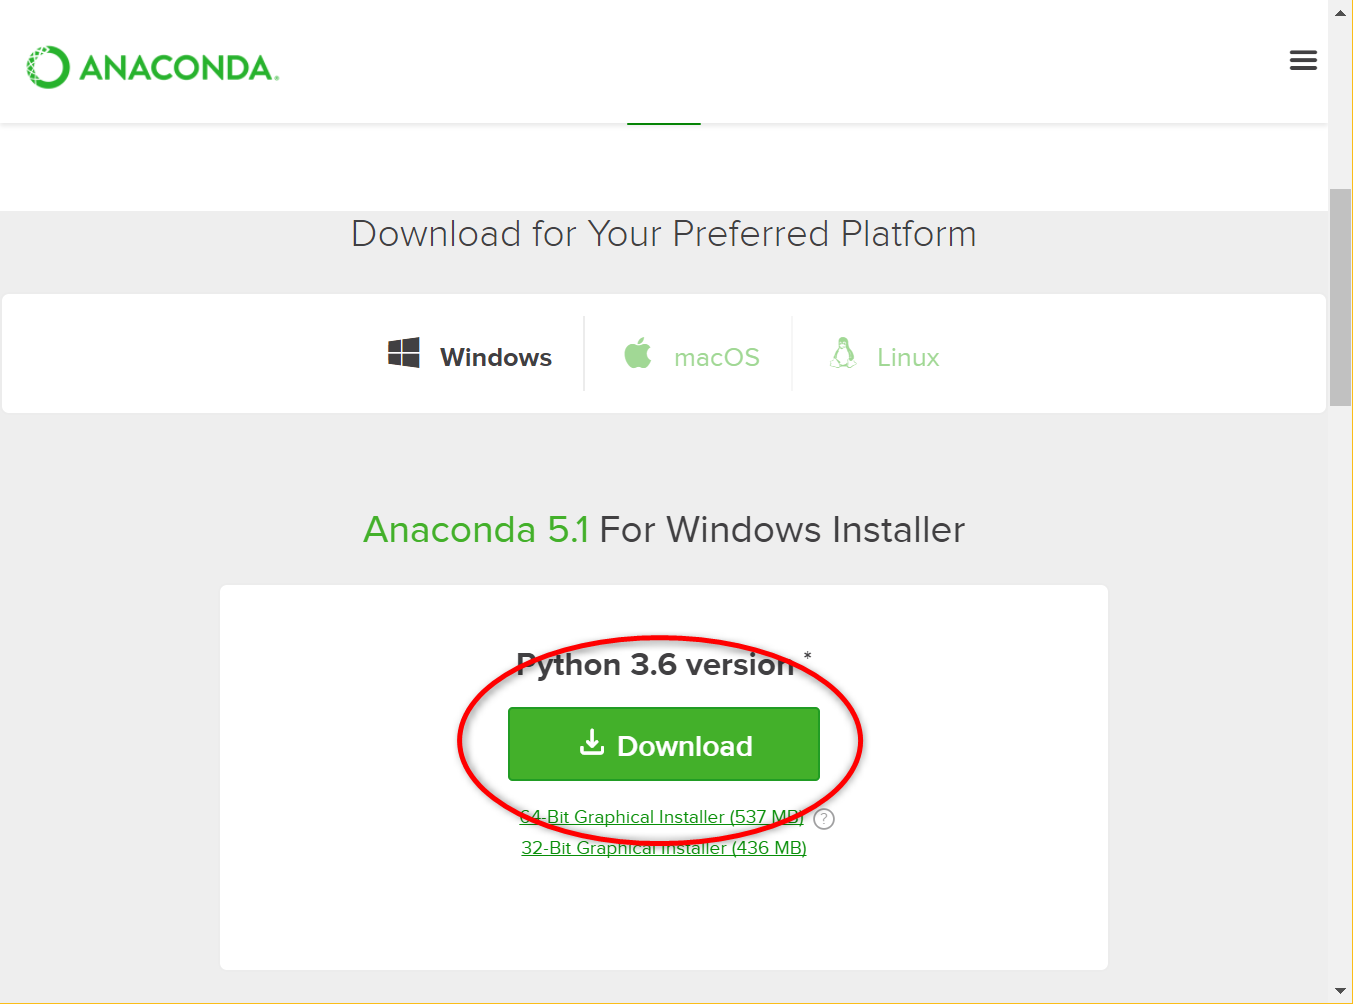 ANACONDA.
Download for Your Preferred Platform
Windows macOS Linux
Anaconda 5.1 For Windows Installer
Python 3.6 version *
Download
64-Bit Graphical Installer (537 MB) ?
32-Bit Graphical Installer (436 MB)